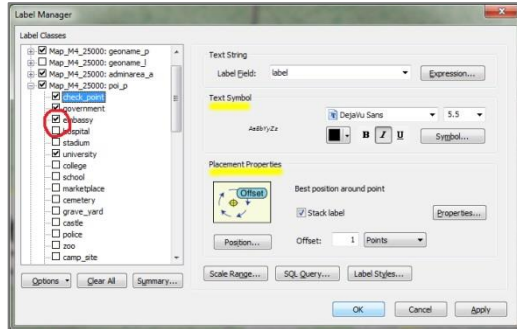 Label Manager
Label Classes
Map_M4_25000: geoname_p
Map_M4_25000: geoname_l
Map_M4_25000: adminarea_a
Map_M4_25000: poi_p
check_point
government
embassy
hospital
stadium
university
college
school
marketplace
cemetery
grave_yard
castle
police
zoo
camp_site
Options
Clear All
Summary...
Text String
Label Field:
label
Expression...
Text Symbol
AaBbYyZz
DejaVu Sans
5.5
B I U
Symbol...
Placement Properties
Offset
Best position around point
Stack label
Properties...
Position...
Offset: 1 Points
Scale Range...
SQL Query...
Label Styles...
OK
Cancel
Apply